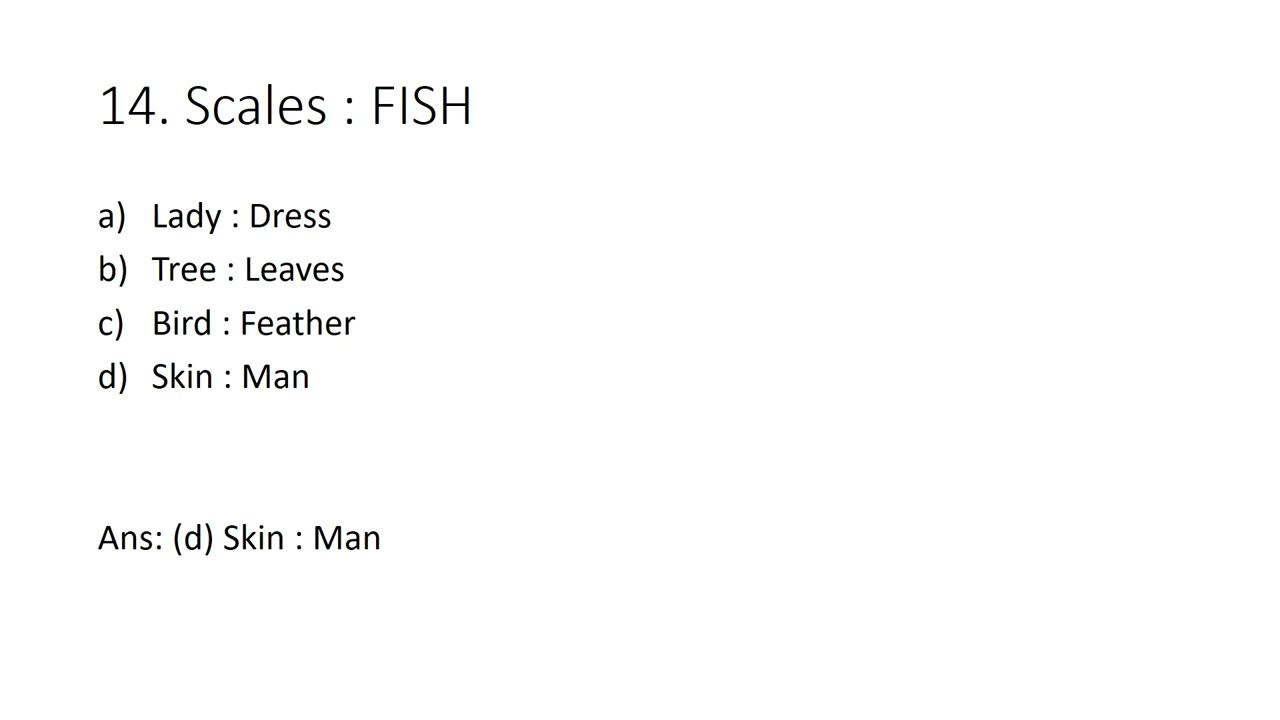 14. Scales : FISH
a) Lady : Dress
b) Tree : Leaves
c) Bird : Feather
d) Skin : Man
Ans: (d) Skin : Man